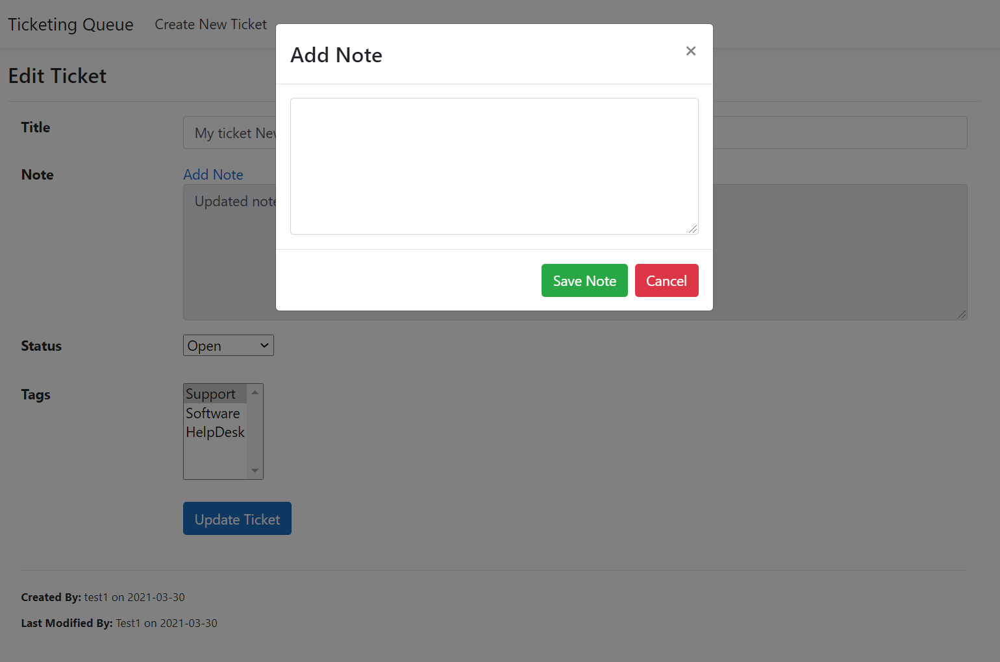 Ticketing Queue Create New Ticket
Add Note ×
Edit Ticket
Title
My ticket New
Note
Add Note
Updated note
Save Note Cancel
Status
Open
Tags
Support
Software
HelpDesk
Update Ticket
Created By: test1 on 2021-03-30
Last Modified By: Test1 on 2021-03-30